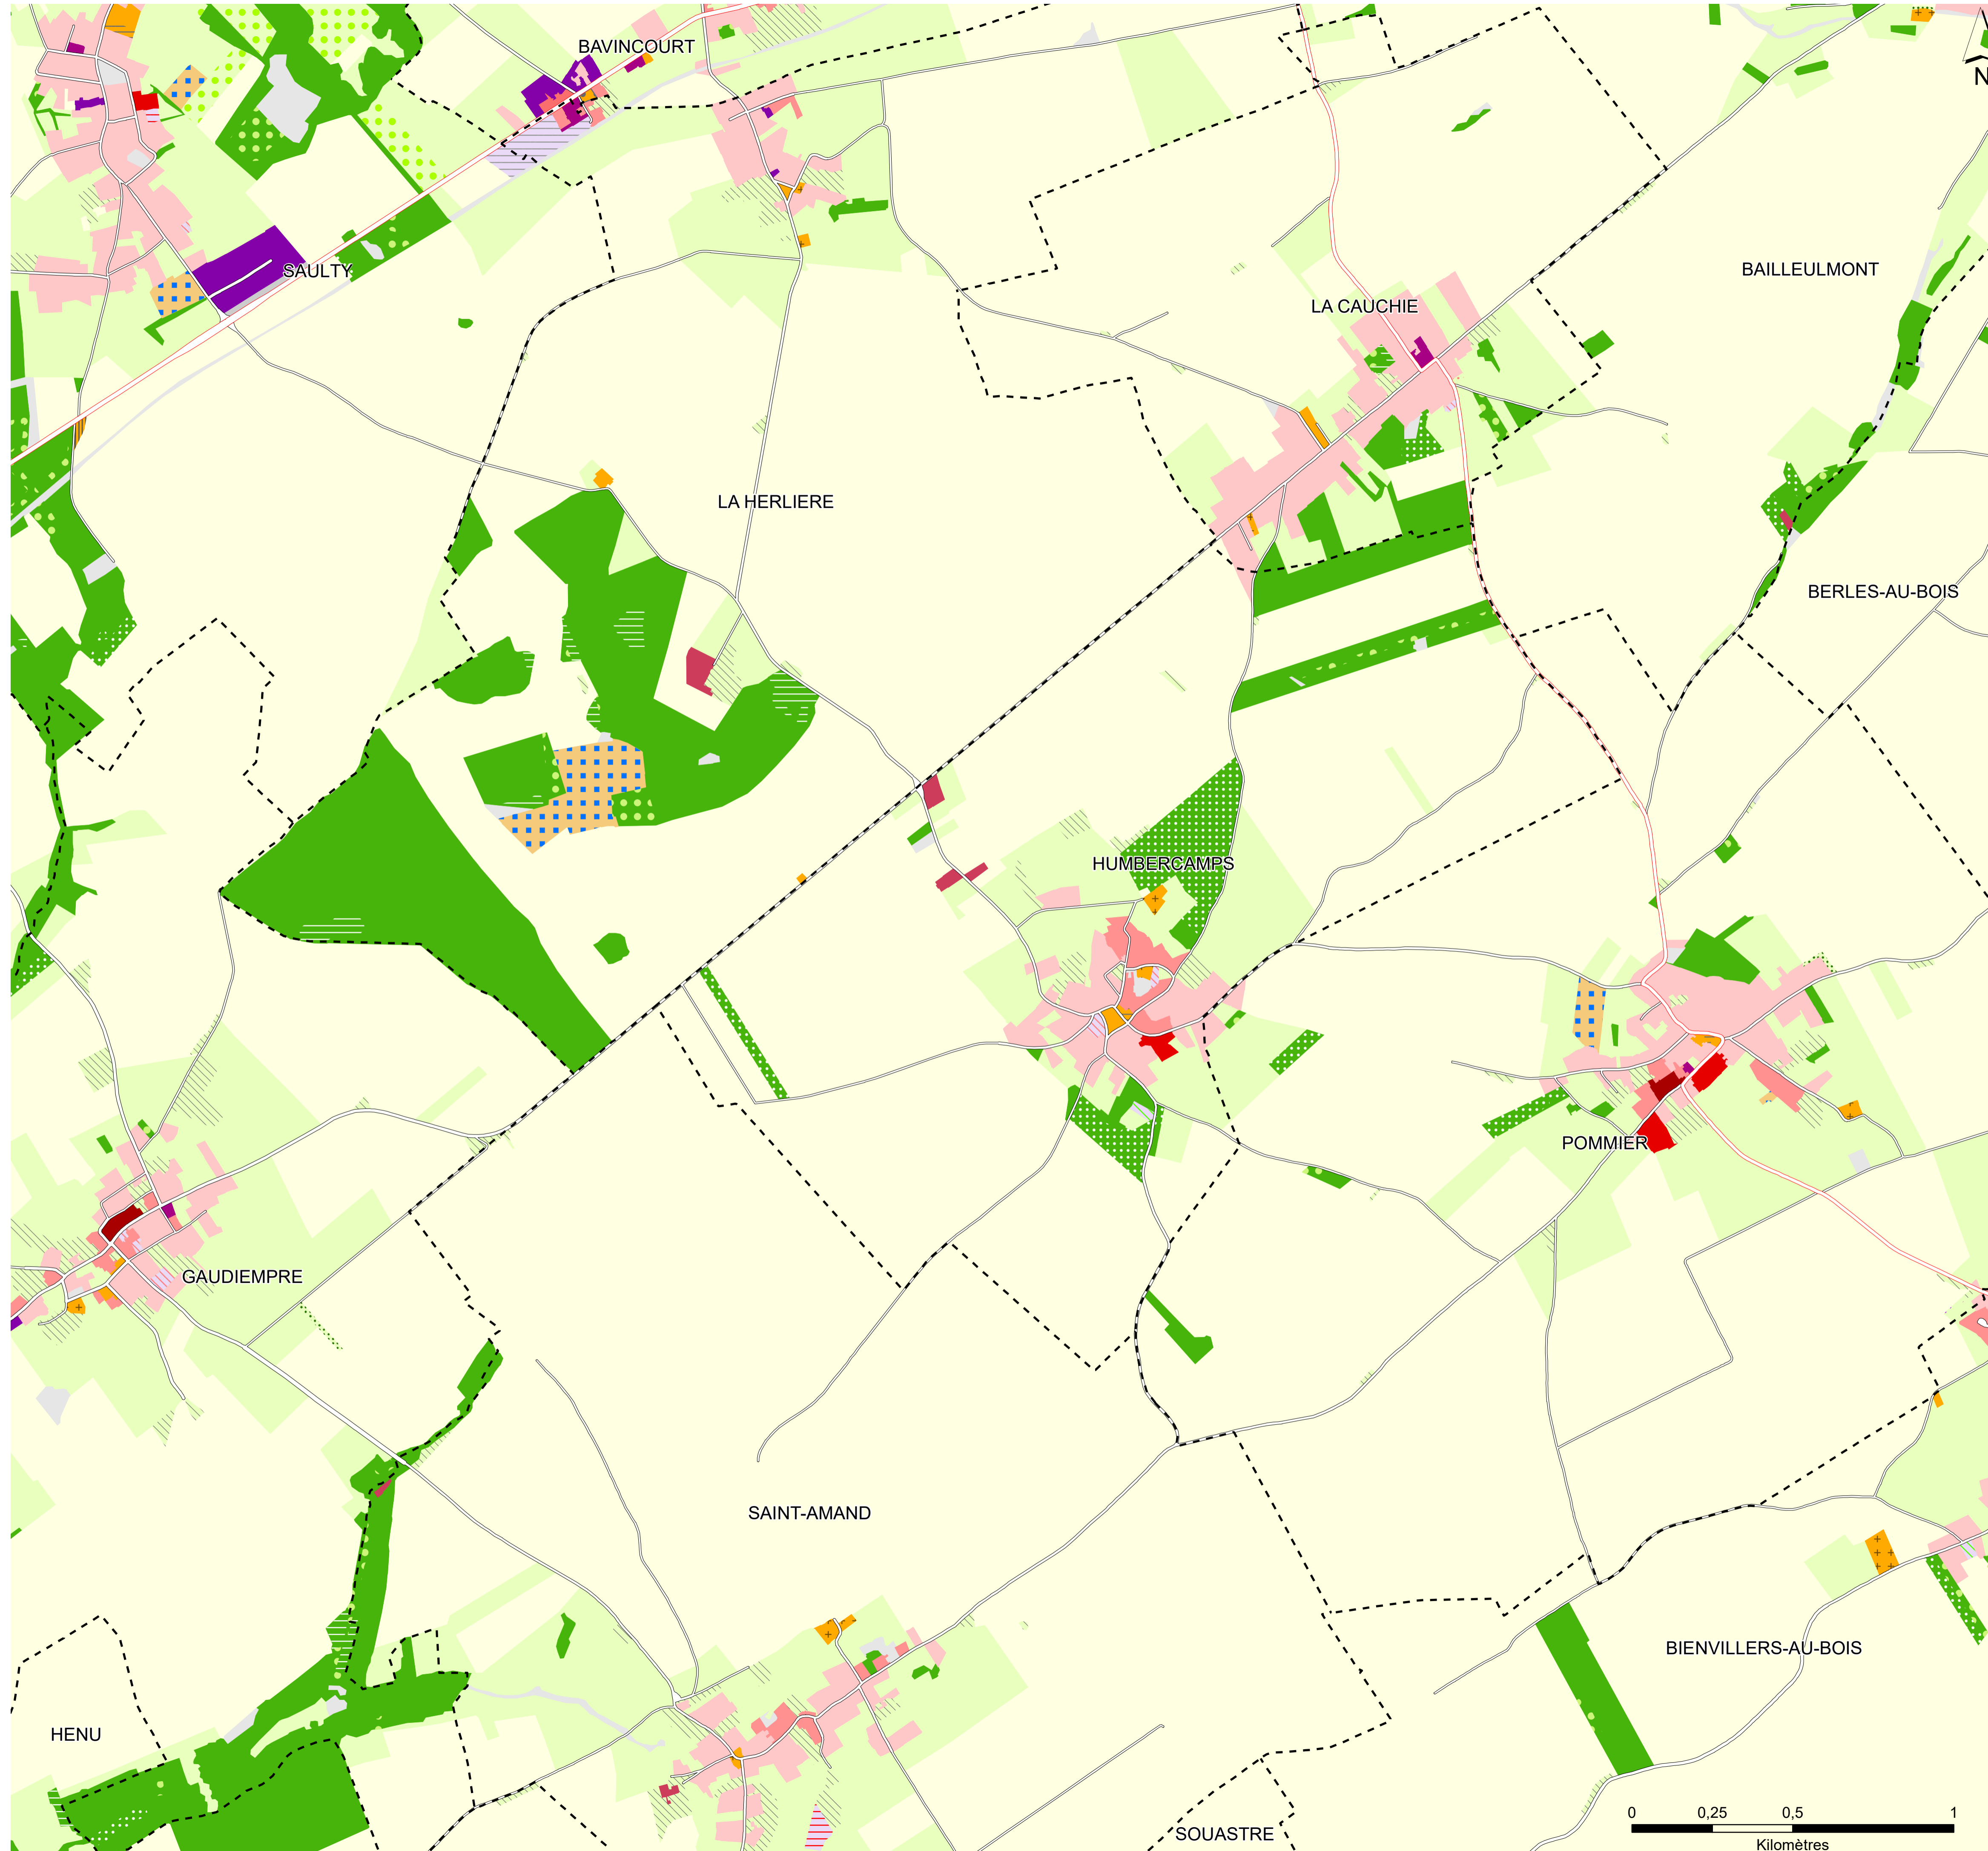 BAVINCOURT
N
SAULTY
BAILLEULMONT
LA CAUCHIE
LA HERLIERE
BERLES-AU-BOIS
HUMBERCAMPS
POMMIER
GAUDIEMPRE
SAINT-AMAND
BIENVILLERS-AU-BOIS
HENU
SOUASTRE
0 0,25 0,5 1
Kilomètres